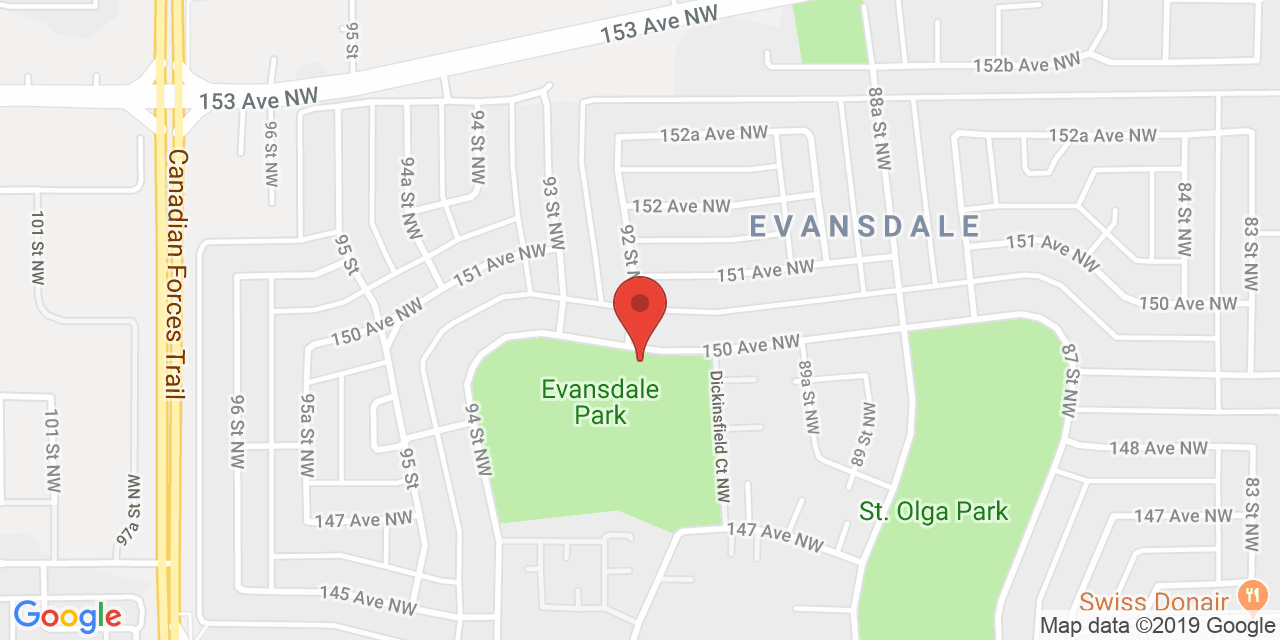 153 Ave NW
95 St
152b Ave NW
153 Ave NW
88a St NW
96 St NW
94 St NW
152a Ave NW
152a Ave NW
Canadian Forces Trail
94a St NW
93 St NW
152 Ave NW
EVANSDALE
84 St NW
83 St NW
101 St NW
95 St
92 St N
151 Ave NW
151 Ave NW
151 Ave NW
150 Ave NW
150 Ave NW
150 Ave NW
Evansdale
Park
Dickinsfield Ct NW
89a St NW
87 St NW
101 St NW
96 St NW
95a St NW
94 St NW
89 St NW
95 St
148 Ave NW
97a St NW
147 Ave NW
St. Olga Park
147 Ave NW
147 Ave NW
83 St NW
145 Ave NW
Swiss Donair
Google
Map data ©2019 Google